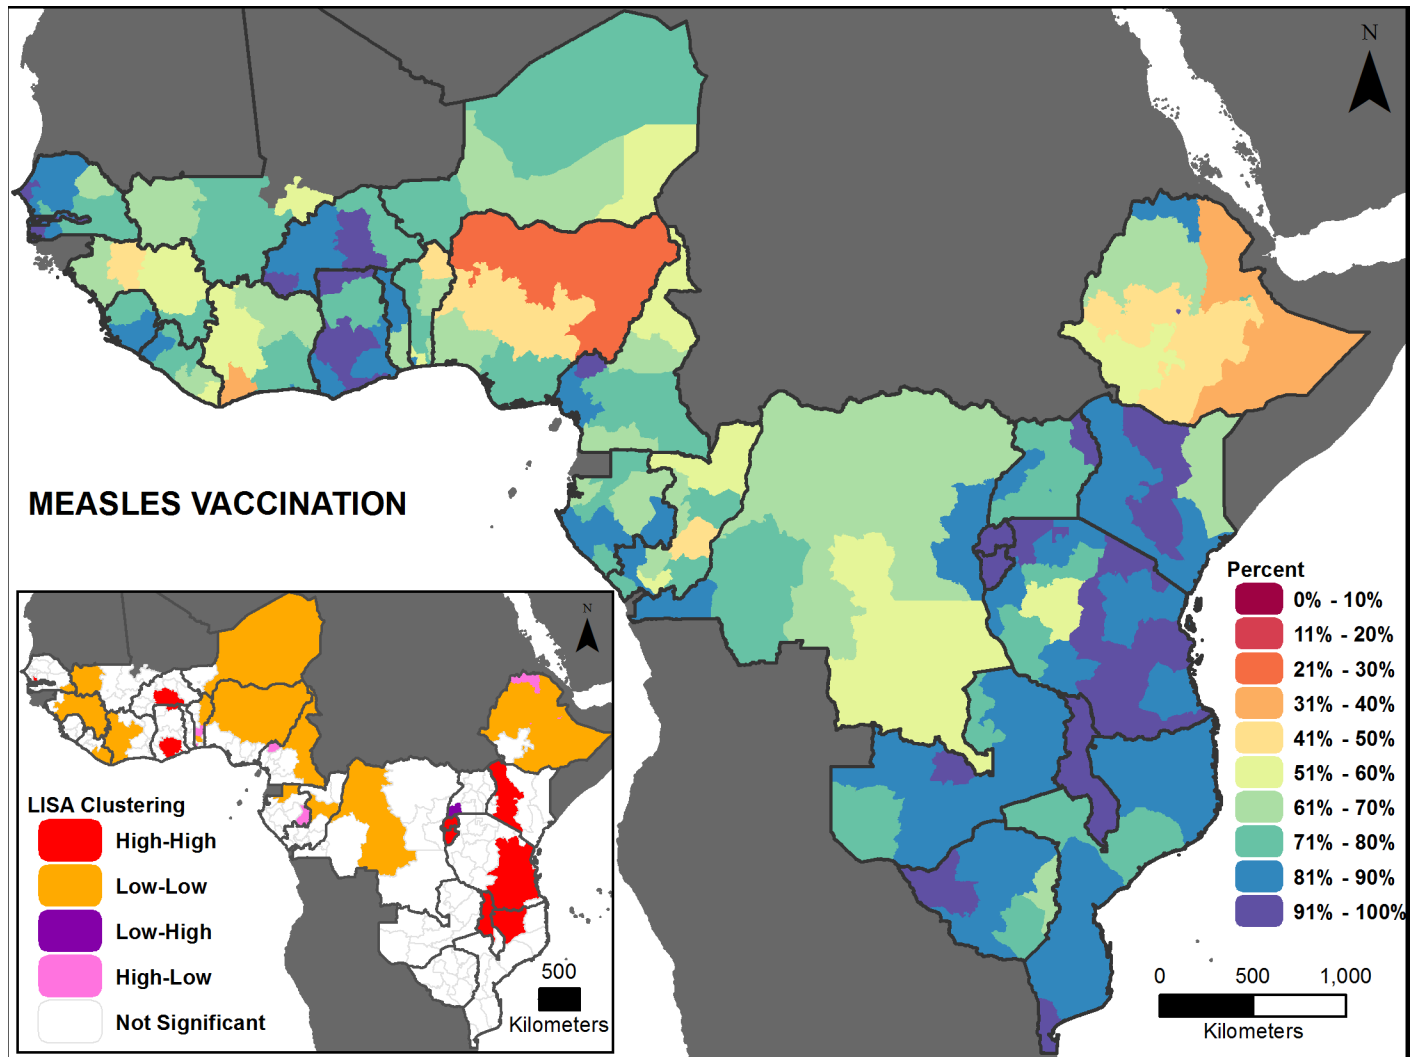 N
MEASLES VACCINATION
Percent
0% - 10%
11% - 20%
21% - 30%
31% - 40%
41% - 50%
51% - 60%
61% - 70%
71% - 80%
81% - 90%
91% - 100%
0 500 1,000
Kilometers
N
LISA Clustering
High-High
Low-Low
Low-High
High-Low
Not Significant
500
Kilometers